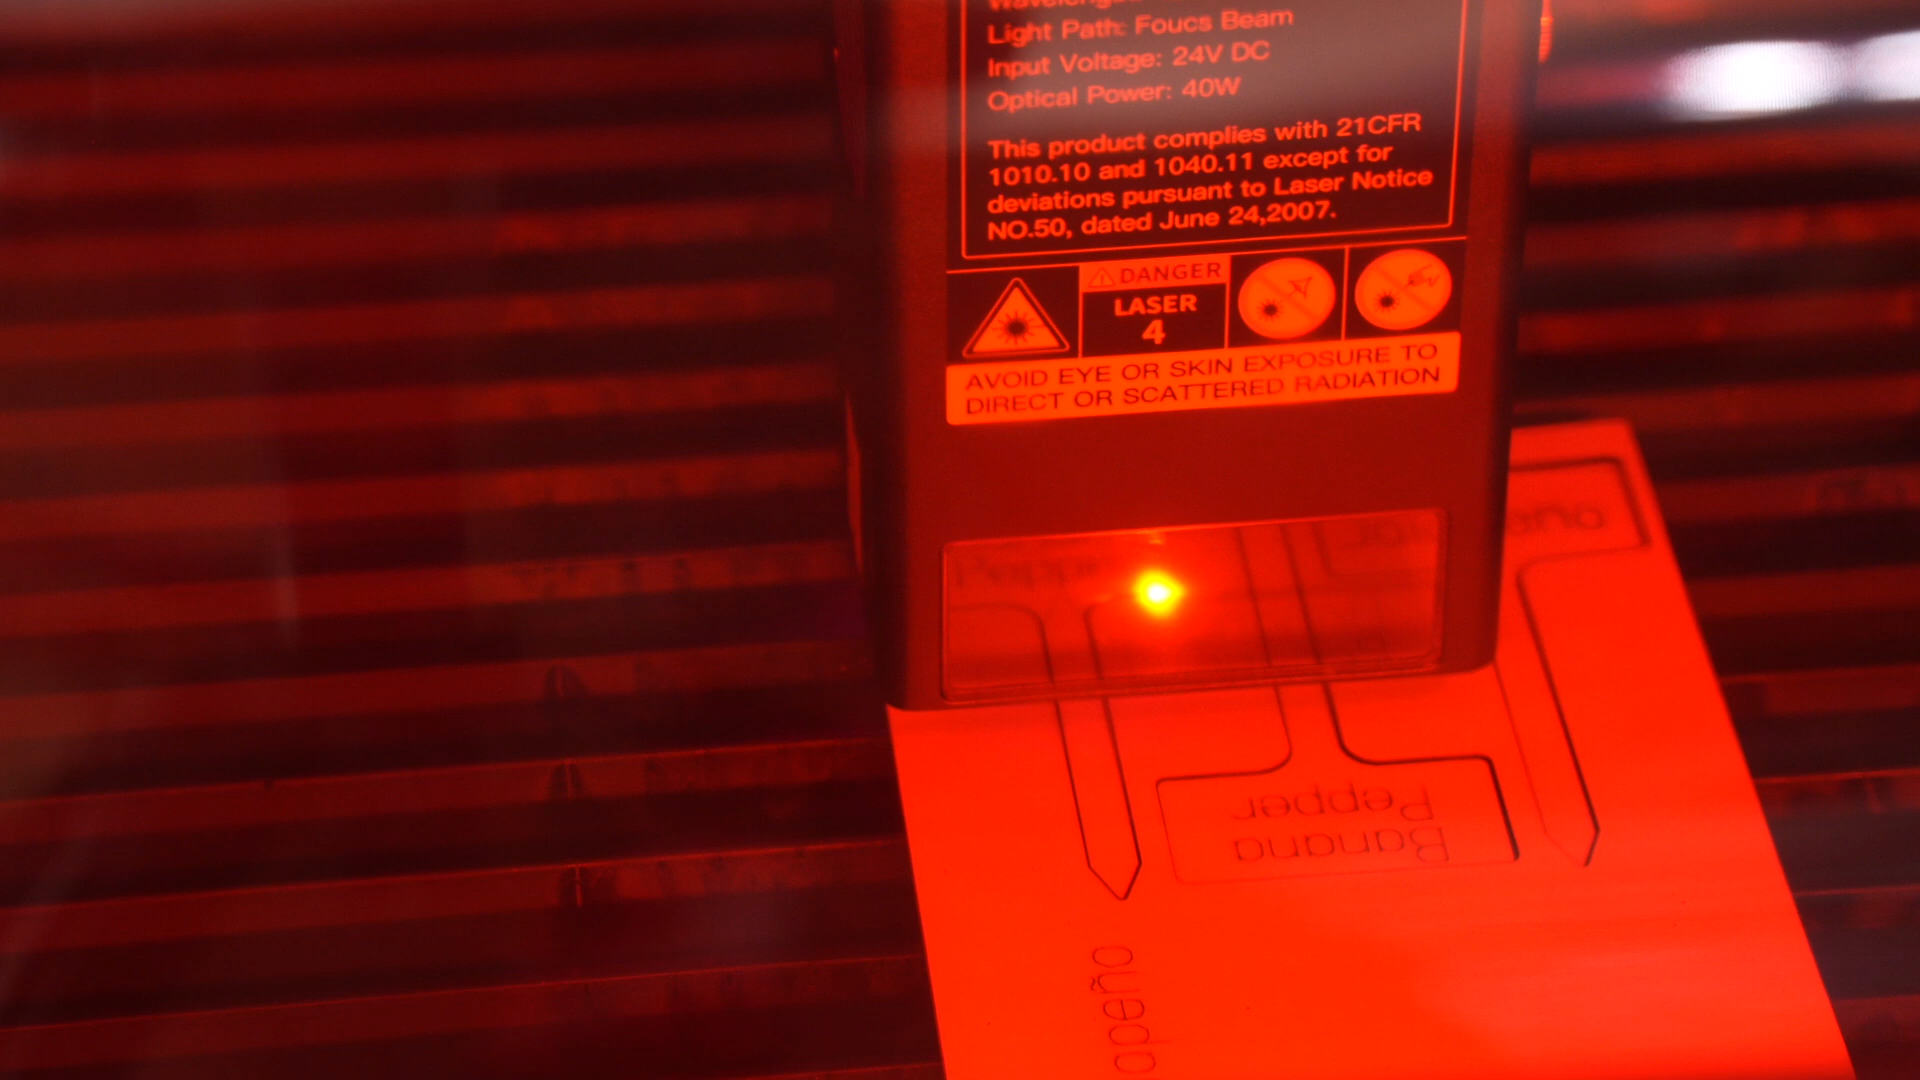 Light Path: Foucs Beam
Input Voltage: 24V DC
Optical Power: 40W
This product complies with 21CFR
1010.10 and 1040.11 except for
deviations pursuant to Laser Notice
NO.50, dated June 24,2007.
DANGER
LASER
4
AVOID EYE OR SKIN EXPOSURE TO
DIRECT OR SCATTERED RADIATION
Banana
Pepper